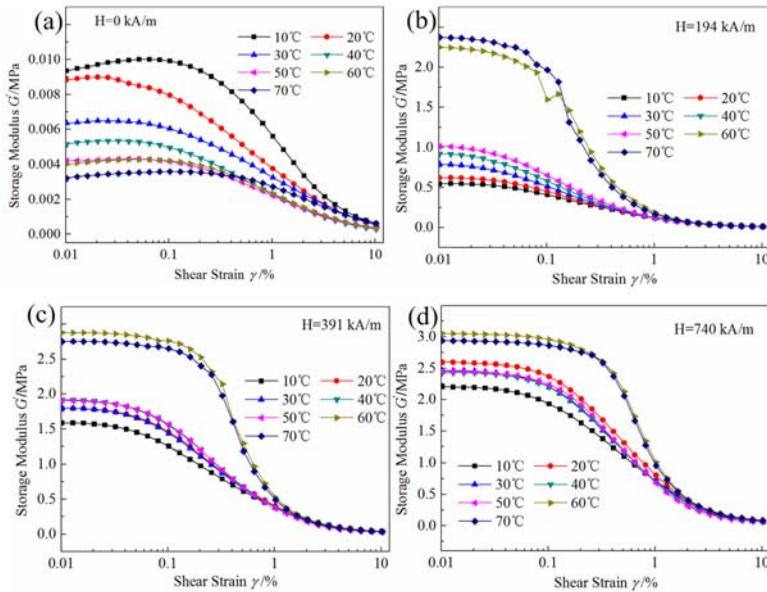 (a)
H=0 kA/m
10℃ 20℃
30℃ 40℃
50℃ 60℃
70℃
0.010
0.008
0.006
0.004
0.002
0.000
Storage Modulus G'/MPa
0.01 0.1 1 10
Shear Strain γ /%
(b)
H=194 kA/m
10℃ 20℃
30℃ 40℃
50℃ 60℃
70℃
2.0
1.5
1.0
0.5
0.0
Storage Modulus G'/MPa
0.01 0.1 1 10
Shear Strain γ /%
(c)
H=391 kA/m
10℃ 20℃
30℃ 40℃
50℃ 60℃
70℃
2.5
2.0
1.5
1.0
0.5
0.0
Storage Modulus G'/MPa
0.01 0.1 1 10
Shear Strain γ /%
(d)
H=740 kA/m
10℃ 20℃
30℃ 40℃
50℃ 60℃
70℃
3.0
2.5
2.0
1.5
1.0
0.5
0.0
Storage Modulus G'/MPa
0.01 0.1 1 10
Shear Strain γ /%